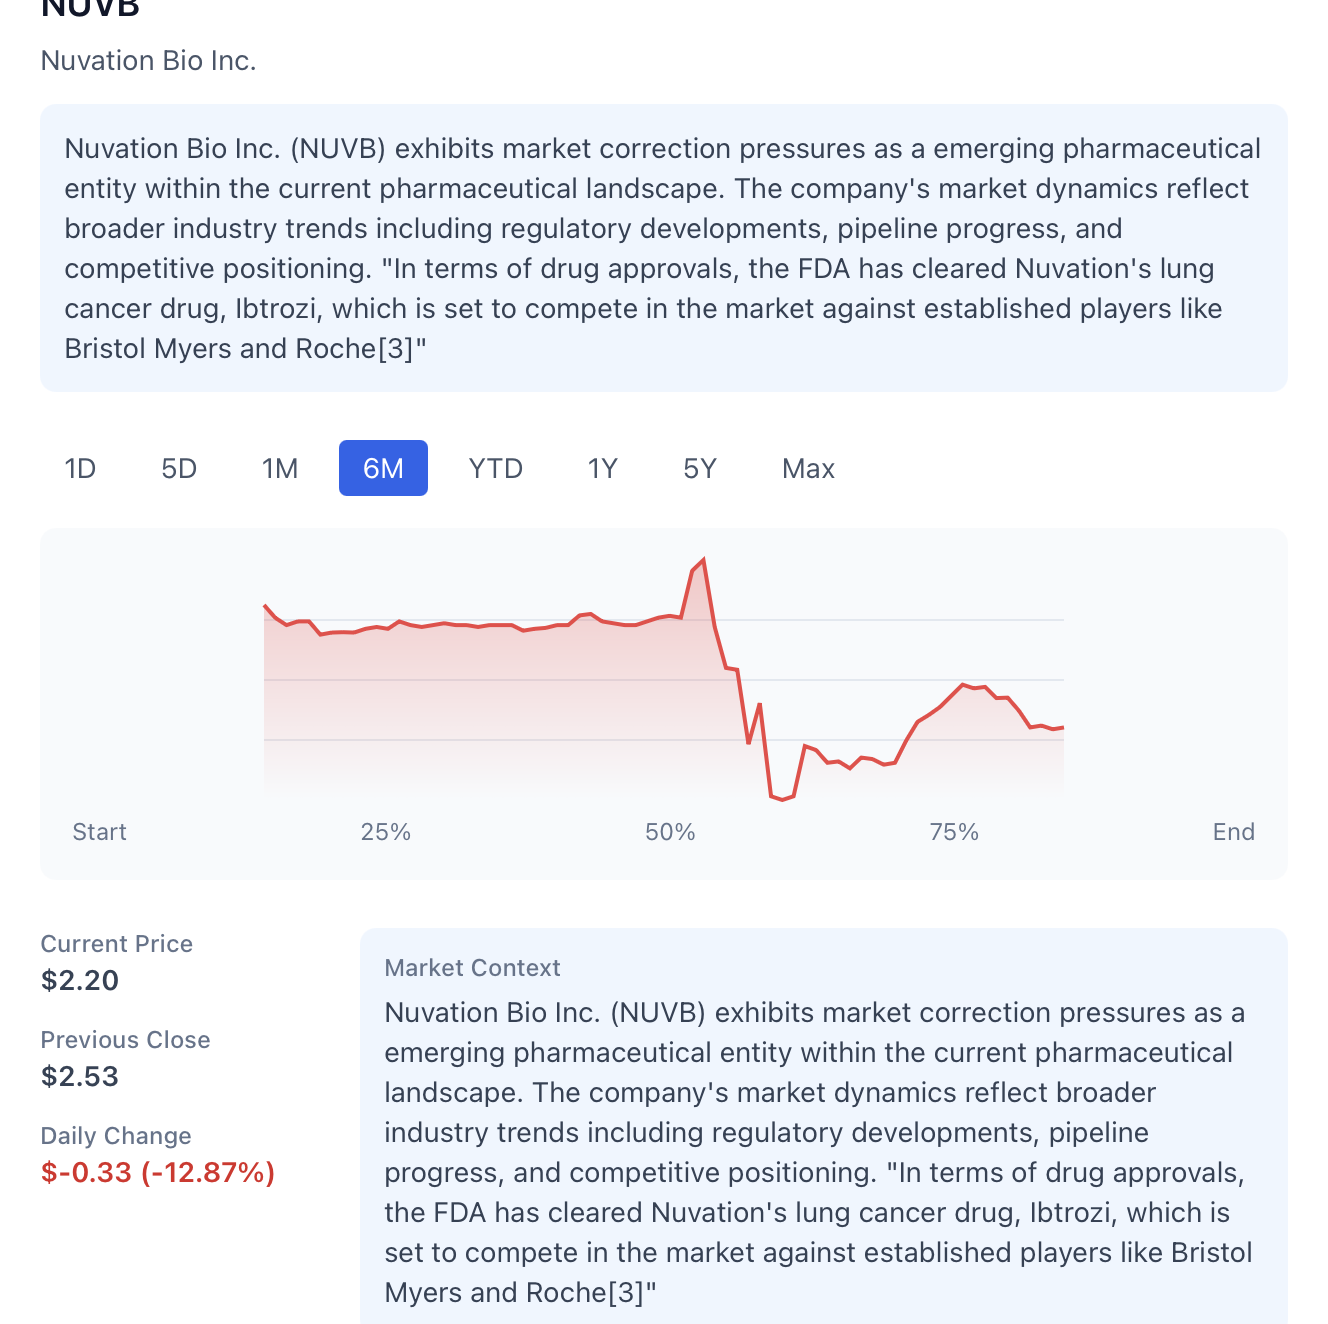 NUVB
Nuvation Bio Inc.
Nuvation Bio Inc. (NUVB) exhibits market correction pressures as a emerging pharmaceutical
entity within the current pharmaceutical landscape. The company's market dynamics reflect
broader industry trends including regulatory developments, pipeline progress, and
competitive positioning. "In terms of drug approvals, the FDA has cleared Nuvation's lung
cancer drug, Ibtrozi, which is set to compete in the market against established players like
Bristol Myers and Roche[3]"
1D 5D 1M 6M YTD 1Y 5Y Max
Start 25% 50% 75% End
Current Price
$2.20
Previous Close
$2.53
Daily Change
$-0.33 (-12.87%)
Market Context
Nuvation Bio Inc. (NUVB) exhibits market correction pressures as a
emerging pharmaceutical entity within the current pharmaceutical
landscape. The company's market dynamics reflect broader
industry trends including regulatory developments, pipeline
progress, and competitive positioning. "In terms of drug approvals,
the FDA has cleared Nuvation's lung cancer drug, Ibtrozi, which is
set to compete in the market against established players like Bristol
Myers and Roche[3]"